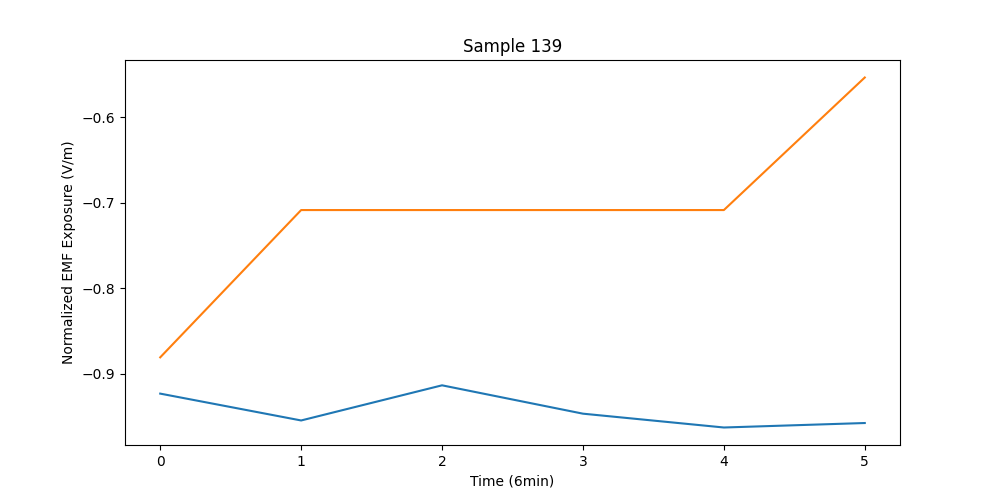 Sample 139
Normalized EMF Exposure (V/m)
−0.6
−0.7
−0.8
−0.9
0 1 2 3 4 5
Time (6min)